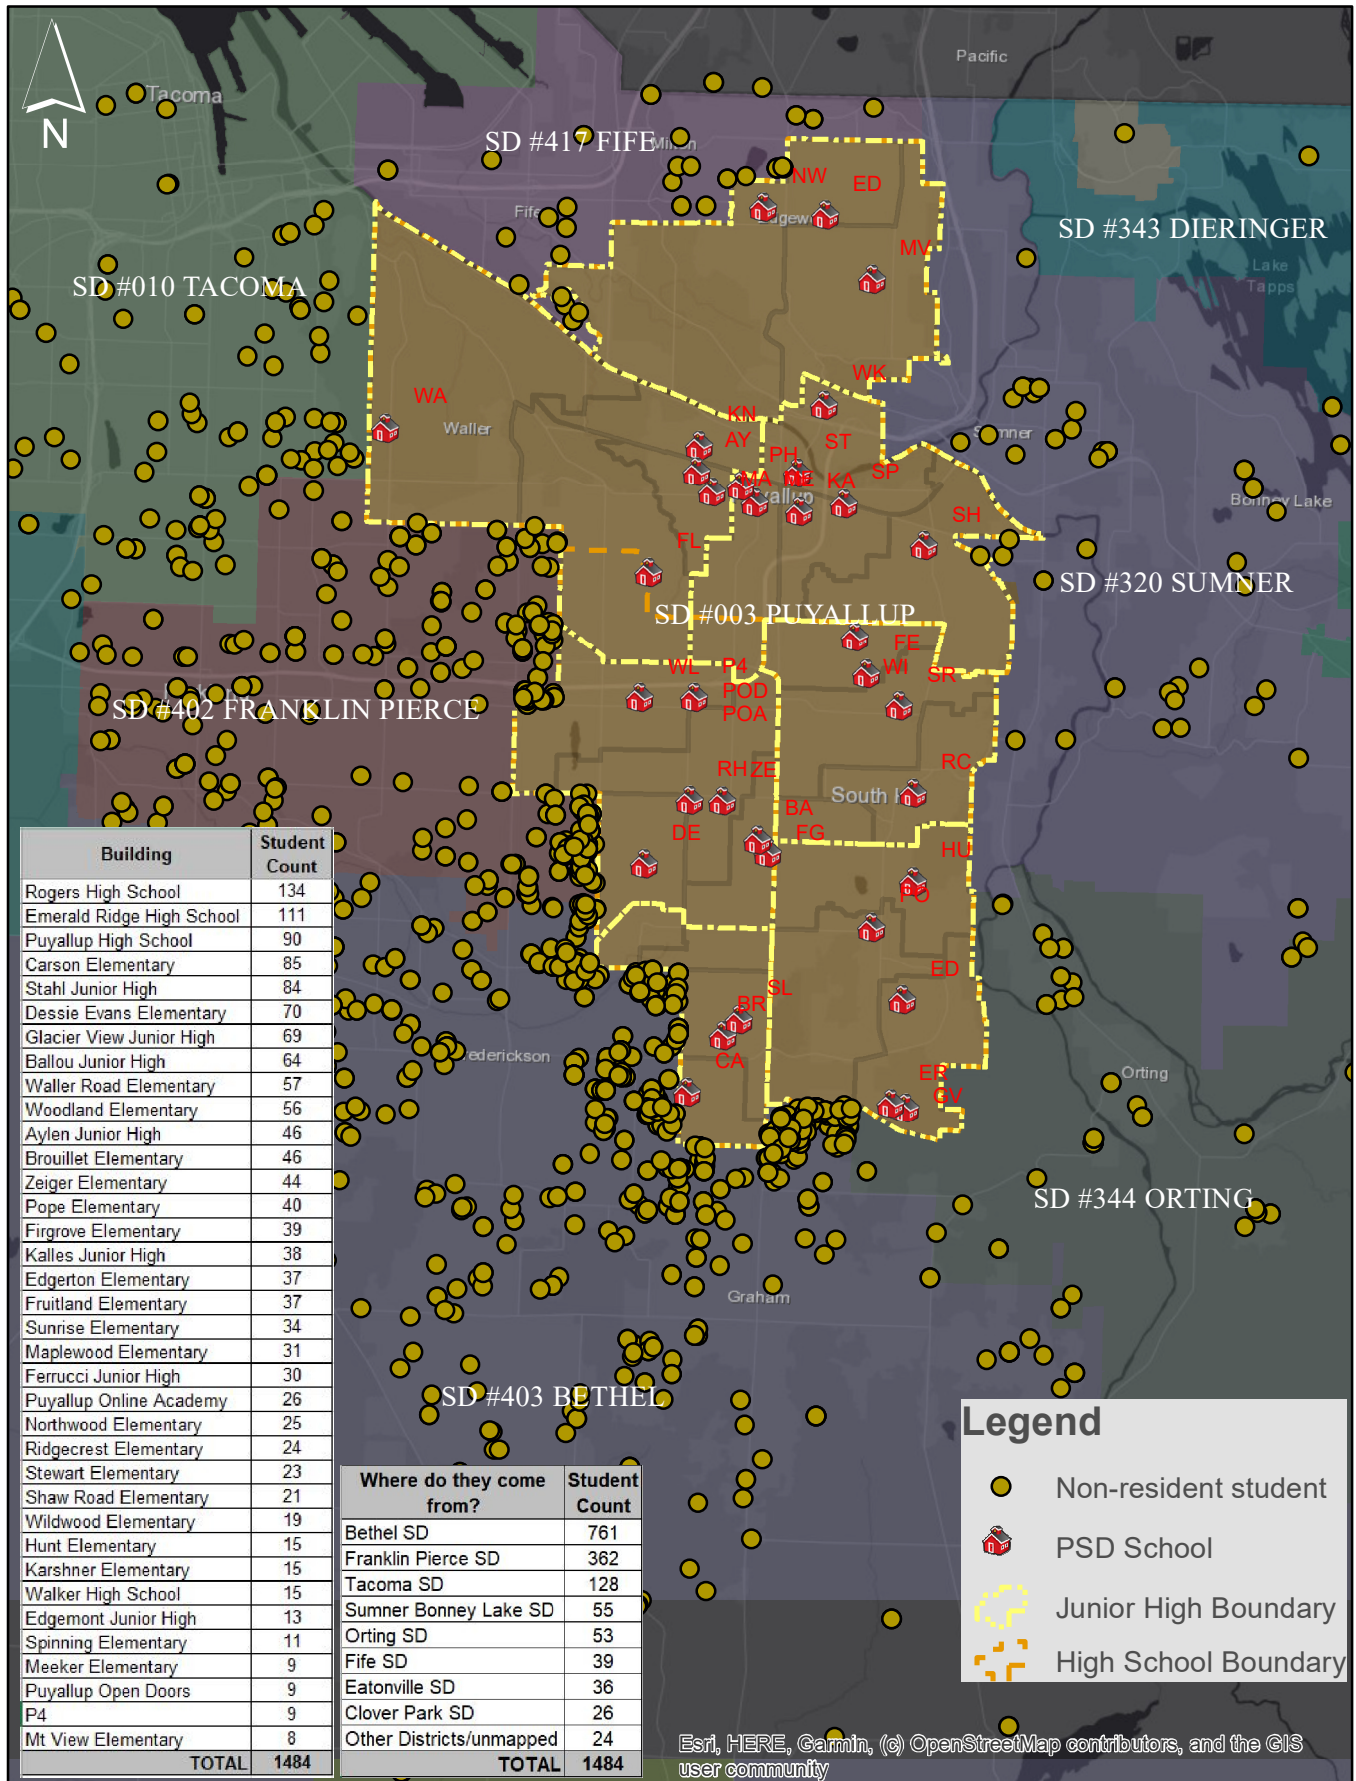 Pacific
Tacoma
N
SD #417 FIFE
Milton
NW
ED
Fife
SD #343 DIERINGER
MV
Lake
Tapps
SD #010 TACOMA
WK
WA
KN
Waller
AY
ST
Sumner
PH
SP
MA
ME
KA
Bonney Lake
SH
FL
SD #320 SUMNER
SD #003 PUYALLUP
FE
WL
P4
WI
SR
POD
SD #402 FRANKLIN PIERCE
POA
RH
ZE
RC
South
BA
DE
FG
HU
PO
ED
SL
BR
Frederickson
CA
ER
Orting
GV
SD #344 ORTING
Graham
SD #403 BETHEL
Building Student Count
Rogers High School 134
Emerald Ridge High School 111
Puyallup High School 90
Carson Elementary 85
Stahl Junior High 84
Dessie Evans Elementary 70
Glacier View Junior High 69
Ballou Junior High 64
Waller Road Elementary 57
Woodland Elementary 56
Aylen Junior High 46
Brouillet Elementary 46
Zeiger Elementary 44
Pope Elementary 40
Firgrove Elementary 39
Kalles Junior High 38
Edgerton Elementary 37
Fruitland Elementary 37
Sunrise Elementary 34
Maplewood Elementary 31
Ferrucci Junior High 30
Puyallup Online Academy 26
Northwood Elementary 25
Ridgecrest Elementary 24
Stewart Elementary 23
Shaw Road Elementary 21
Wildwood Elementary 19
Hunt Elementary 15
Karshner Elementary 15
Walker High School 15
Edgemont Junior High 13
Spinning Elementary 11
Meeker Elementary 9
Puyallup Open Doors 9
P4 9
Mt View Elementary 8
TOTAL 1484
Where do they come from? Student Count
Bethel SD 761
Franklin Pierce SD 362
Tacoma SD 128
Sumner Bonney Lake SD 55
Orting SD 53
Fife SD 39
Eatonville SD 36
Clover Park SD 26
Other Districts/unmapped 24
TOTAL 1484
Legend
Non-resident student
PSD School
Junior High Boundary
High School Boundary
Esri, HERE, Garmin, (c) OpenStreetMap contributors, and the GIS
user community